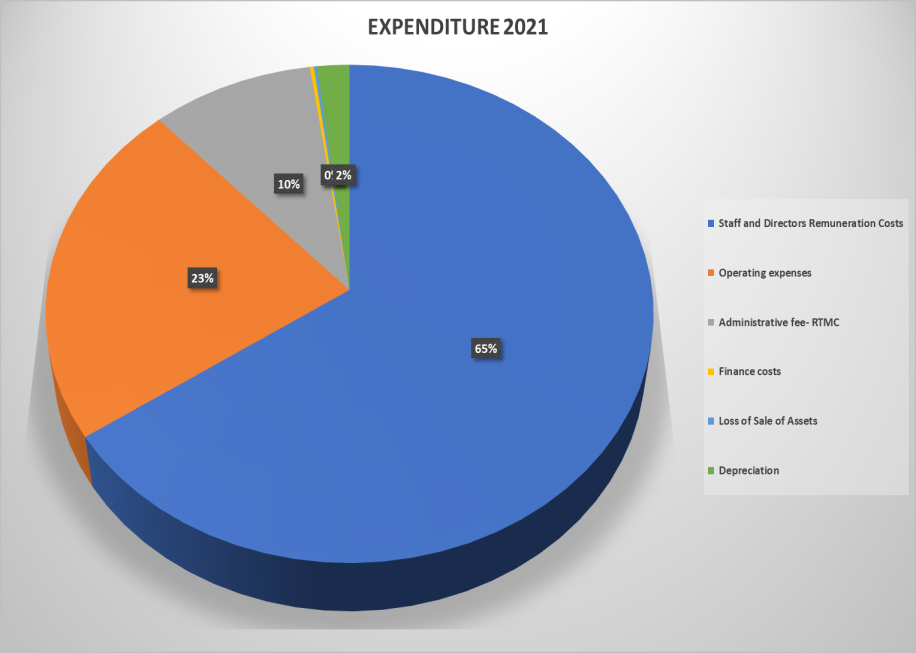 EXPENDITURE 2021
10%
0%
2%
23%
65%
Staff and Directors Remuneration Costs
Operating expenses
Administrative fee- RTMC
Finance costs
Loss of Sale of Assets
Depreciation